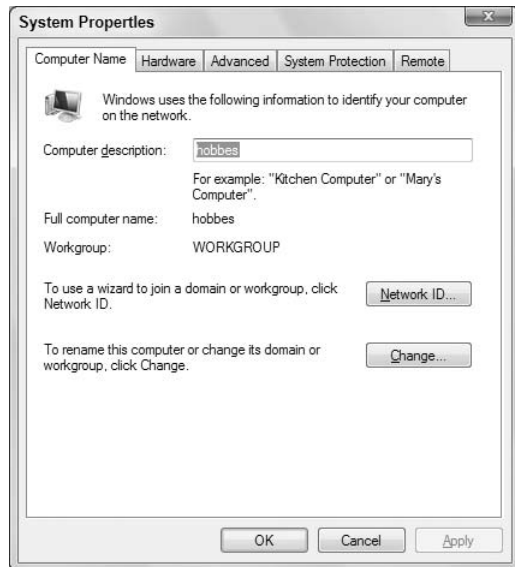 System Properties
Computer Name Hardware Advanced System Protection Remote
Windows uses the following information to identify your computer
on the network.
Computer description: hobbes
For example: "Kitchen Computer" or "Mary's
Computer".
Full computer name: hobbes
Workgroup: WORKGROUP
To use a wizard to join a domain or workgroup, click
Network ID.
Network ID...
To rename this computer or change its domain or
workgroup, click Change.
Change...
OK Cancel Apply